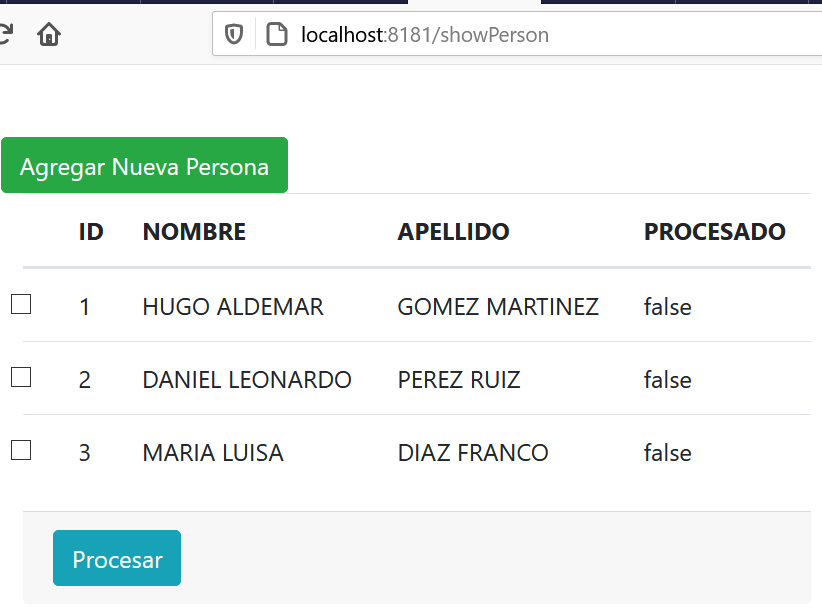 localhost:8181/showPerson
Agregar Nueva Persona
ID NOMBRE APELLIDO PROCESADO
1 HUGO ALDEMAR GOMEZ MARTINEZ false
2 DANIEL LEONARDO PEREZ RUIZ false
3 MARIA LUISA DIAZ FRANCO false
Procesar